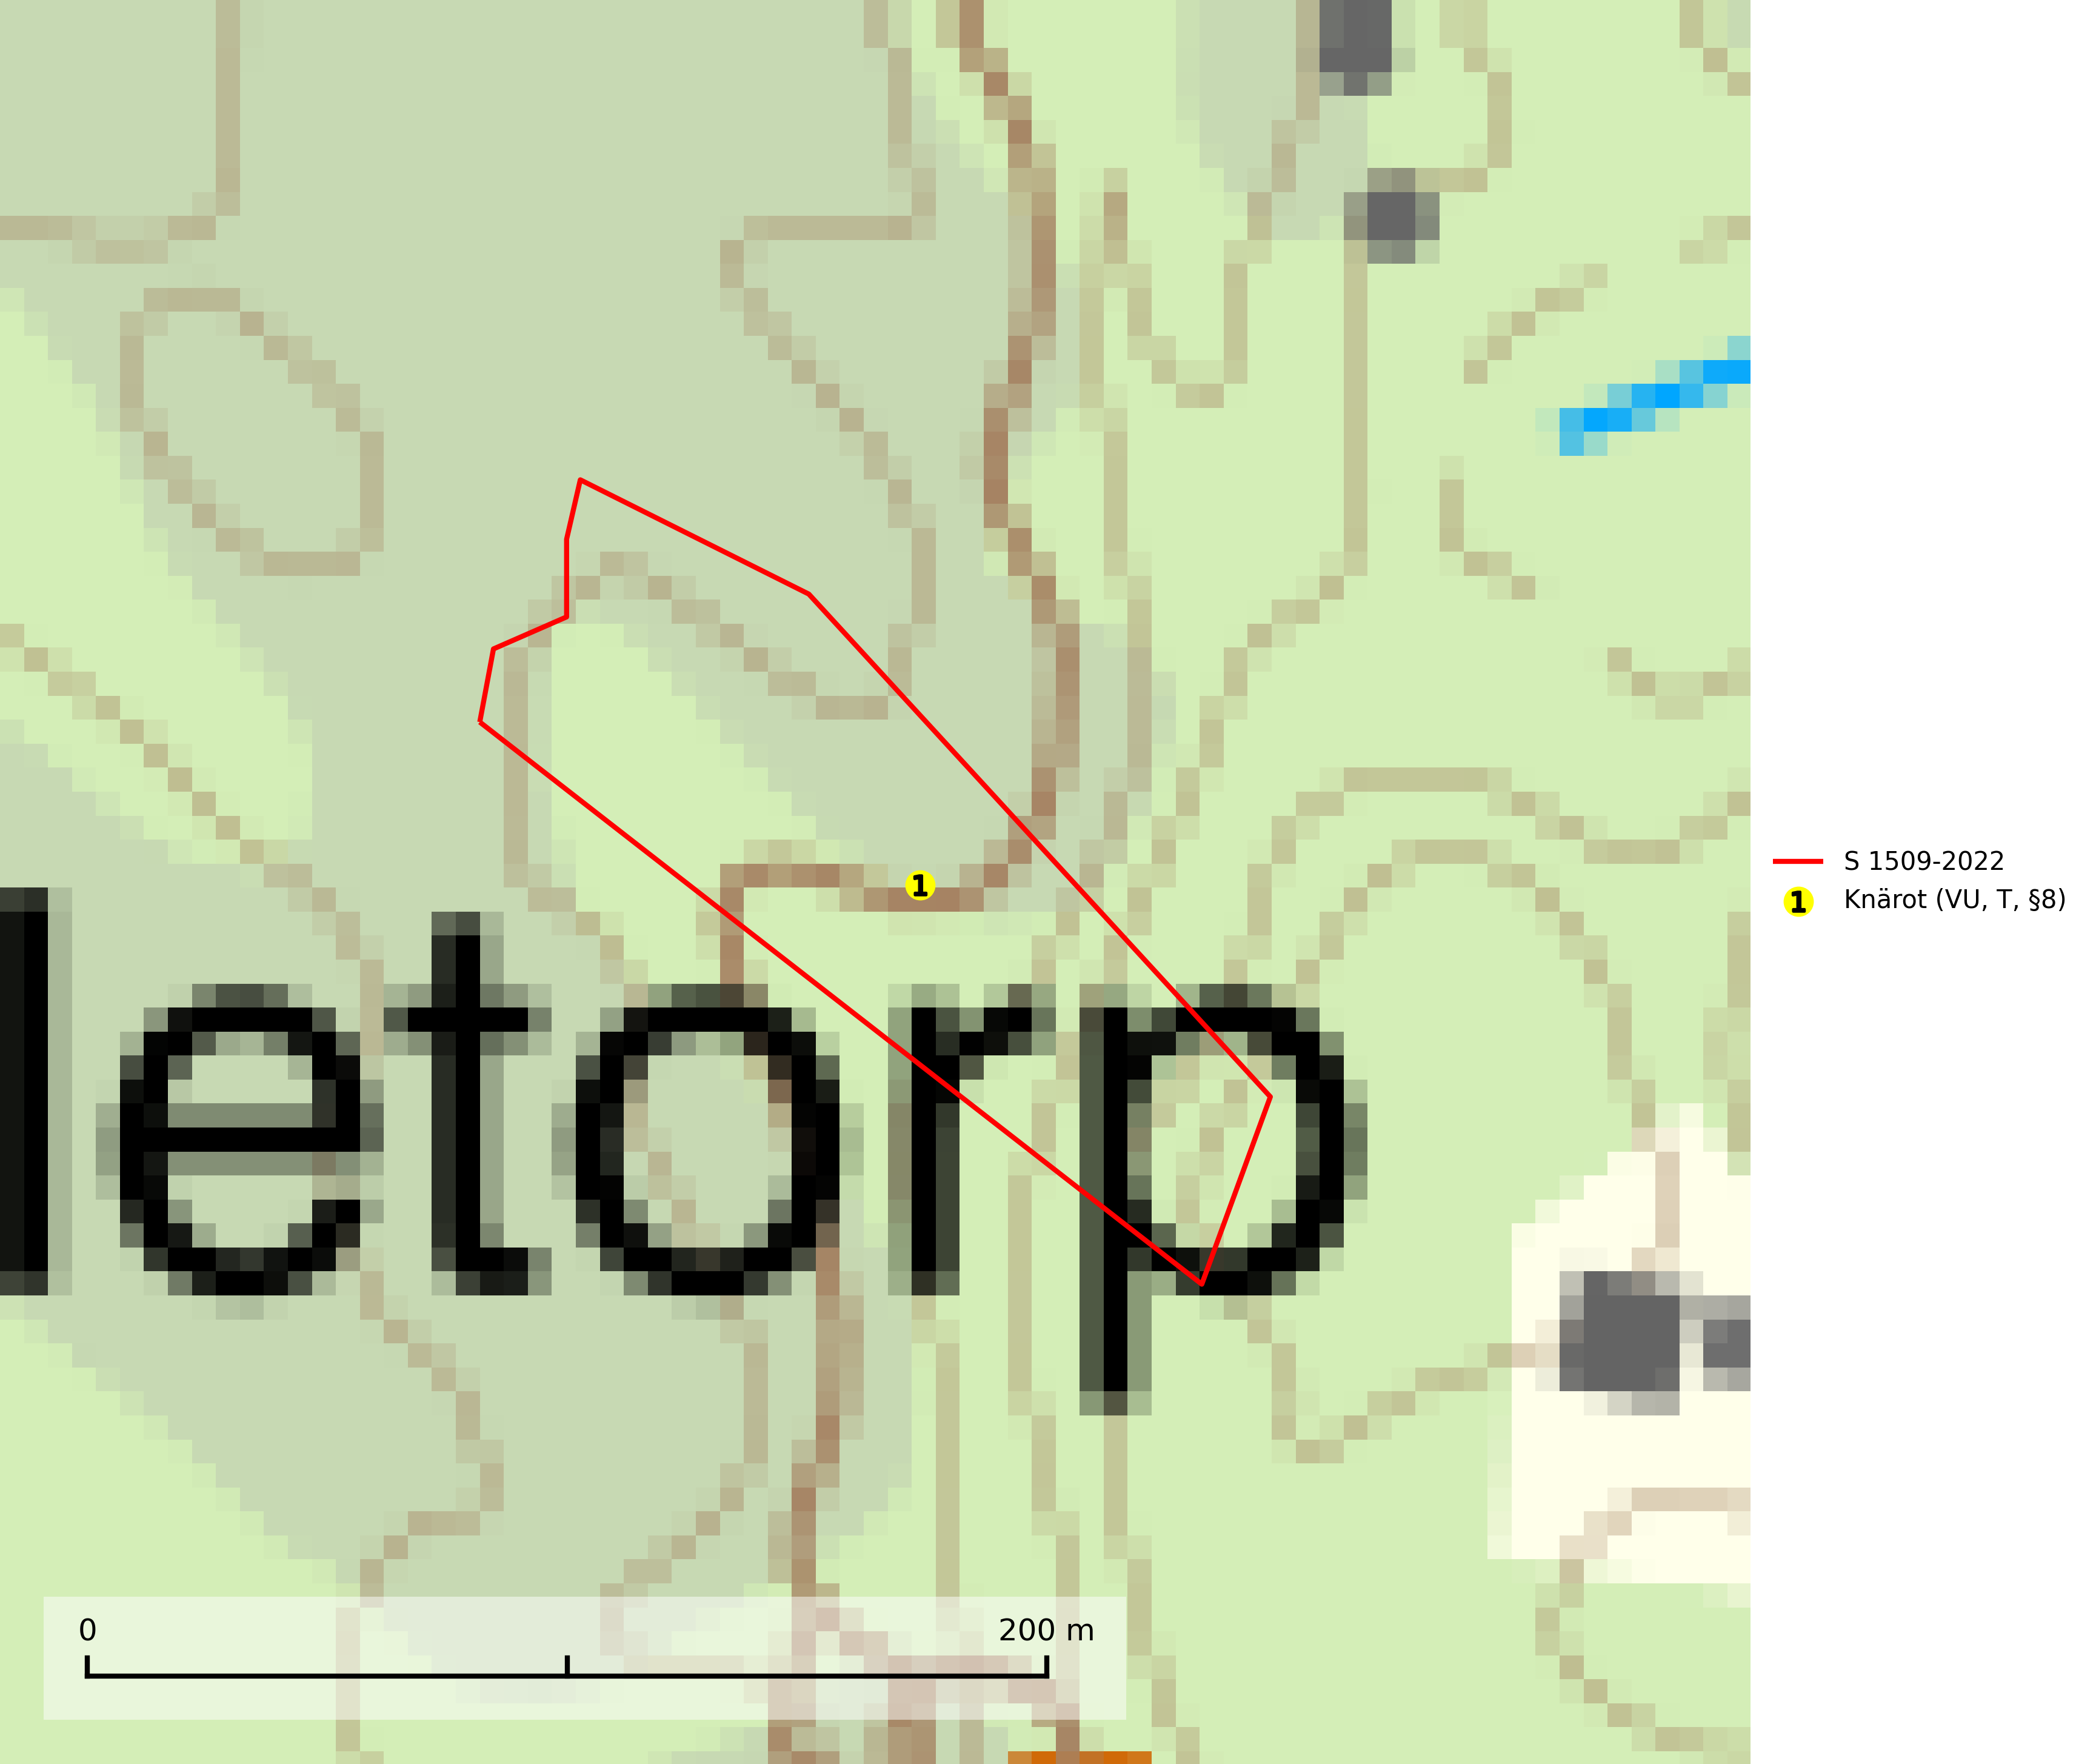 letorp
1
S 1509-2022
1 Knärot (VU, T, §8)
0 200 m